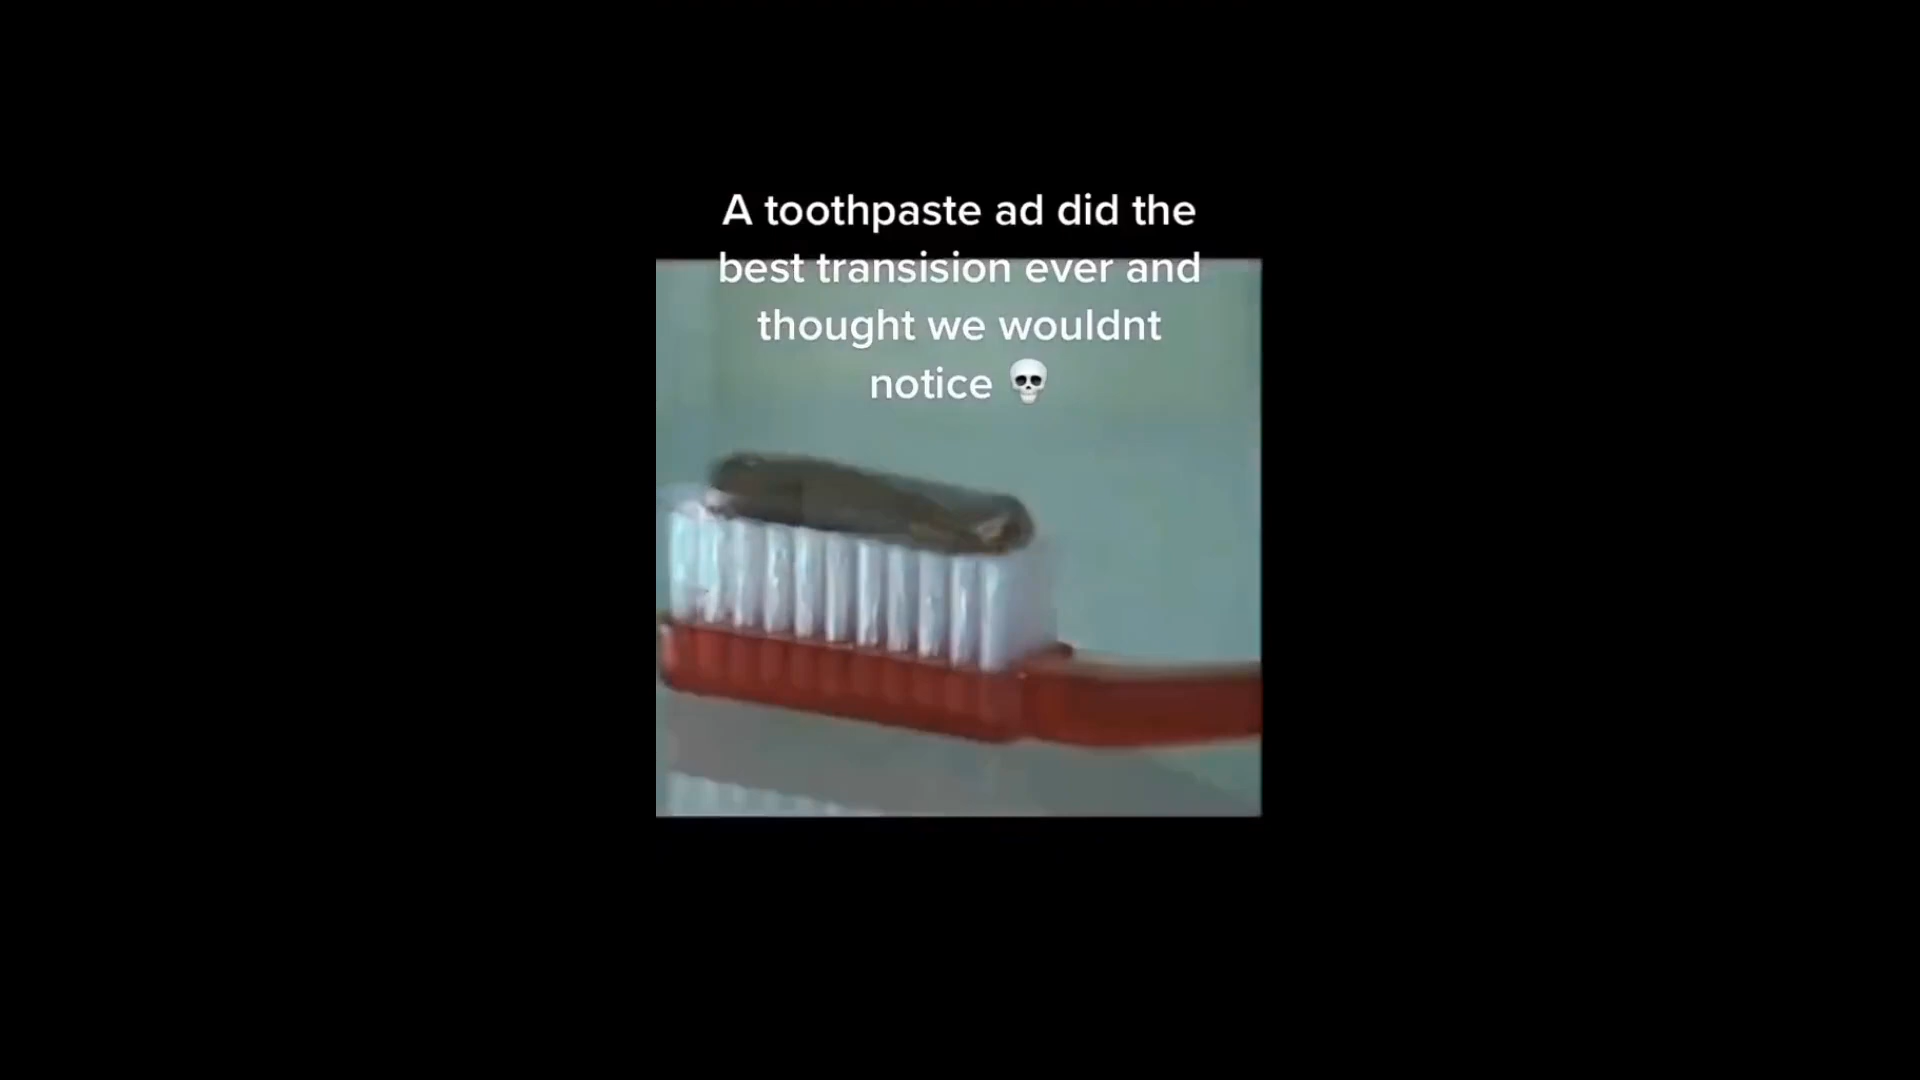 A toothpaste ad did the
best transision ever and
thought we wouldnt
notice 💀